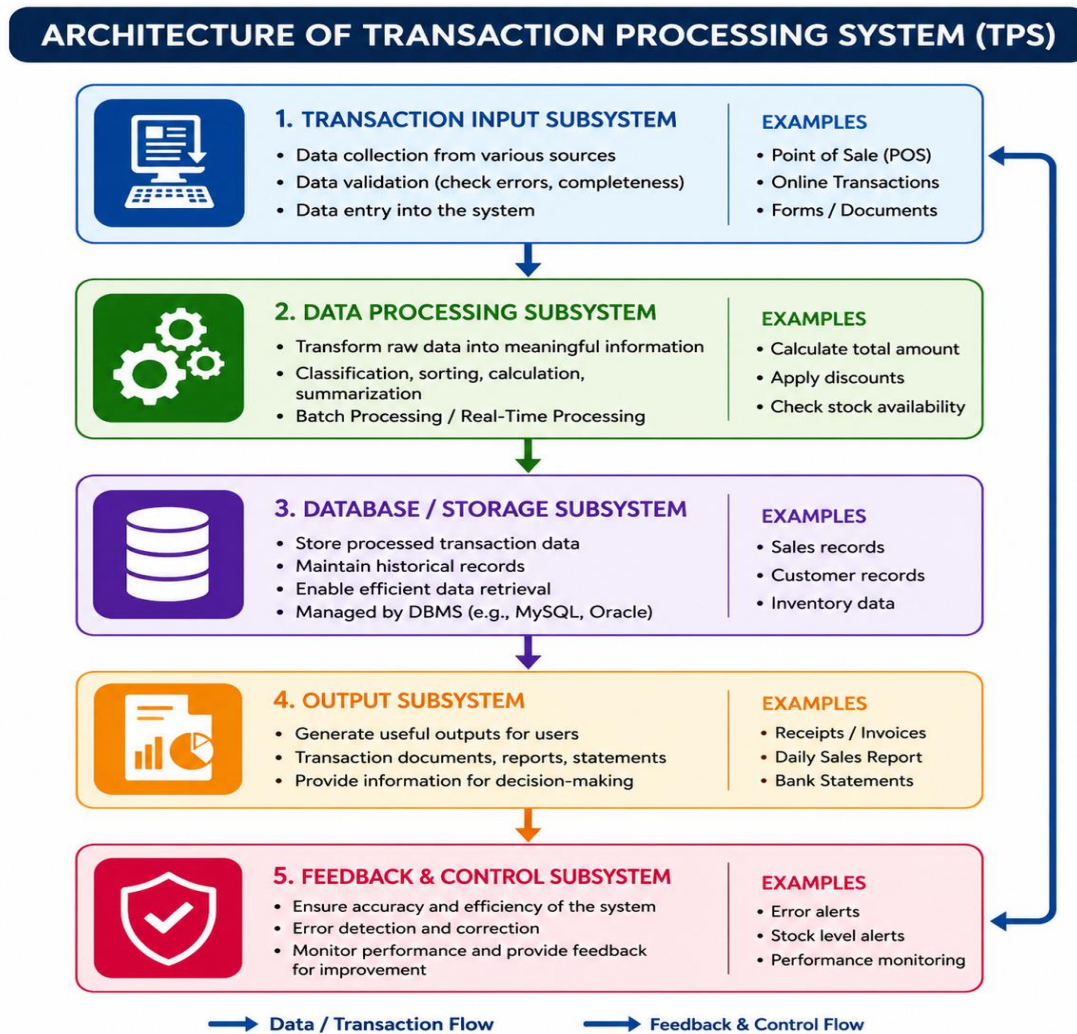 ARCHITECTURE OF TRANSACTION PROCESSING SYSTEM (TPS)
1. TRANSACTION INPUT SUBSYSTEM
• Data collection from various sources
• Data validation (check errors, completeness)
• Data entry into the system
EXAMPLES
• Point of Sale (POS)
• Online Transactions
• Forms / Documents
2. DATA PROCESSING SUBSYSTEM
• Transform raw data into meaningful information
• Classification, sorting, calculation,
summarization
• Batch Processing / Real-Time Processing
EXAMPLES
• Calculate total amount
• Apply discounts
• Check stock availability
3. DATABASE / STORAGE SUBSYSTEM
• Store processed transaction data
• Maintain historical records
• Enable efficient data retrieval
• Managed by DBMS (e.g., MySQL, Oracle)
EXAMPLES
• Sales records
• Customer records
• Inventory data
4. OUTPUT SUBSYSTEM
• Generate useful outputs for users
• Transaction documents, reports, statements
• Provide information for decision-making
EXAMPLES
• Receipts / Invoices
• Daily Sales Report
• Bank Statements
5. FEEDBACK & CONTROL SUBSYSTEM
• Ensure accuracy and efficiency of the system
• Error detection and correction
• Monitor performance and provide feedback
for improvement
EXAMPLES
• Error alerts
• Stock level alerts
• Performance monitoring
Data / Transaction Flow
Feedback & Control Flow